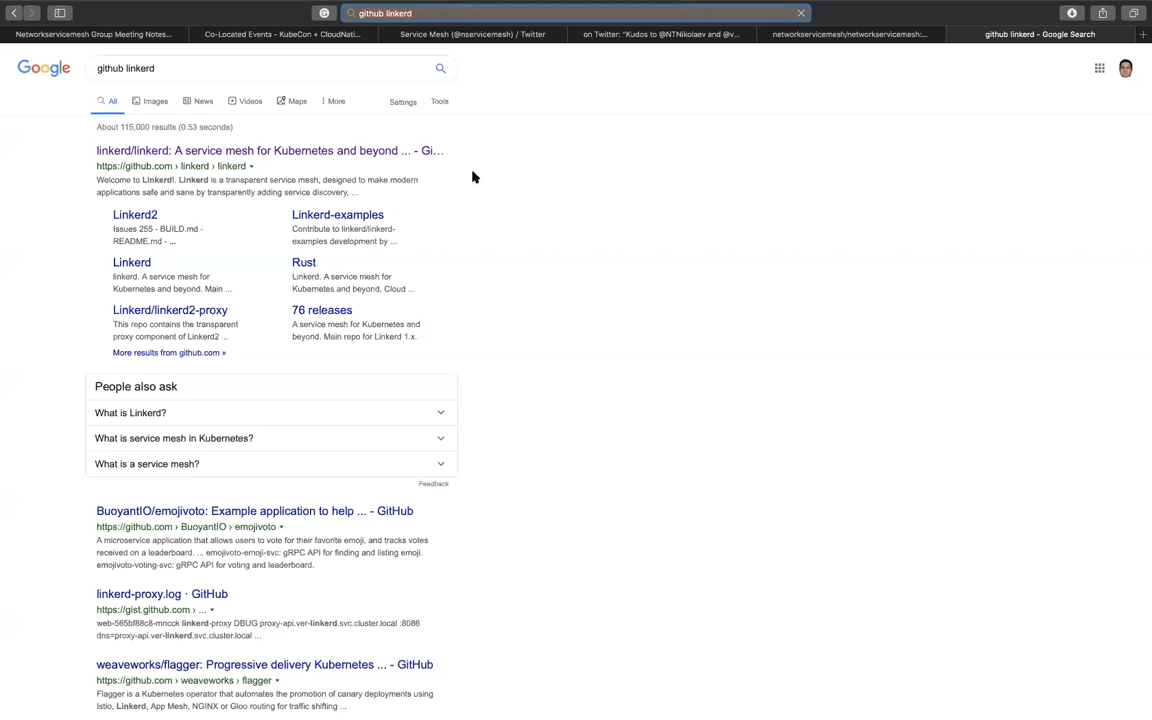 github linkerd
Networkservicemesh Group Meeting Notes...
Co-Located Events - KubeCon + CloudNati...
Service Mesh (@nservicemesh) / Twitter
on Twitter: "Kudos to @NTNikolaev and @v...
networkservicemesh/networkservicemesh:...
github linkerd - Google Search
Google
github linkerd
All
Images
News
Videos
Maps
More
Settings
Tools
About 115,000 results (0.53 seconds)
linkerd/linkerd: A service mesh for Kubernetes and beyond ... - Gi...
https://github.com › linkerd › linkerd
Welcome to Linkerd!. Linkerd is a transparent service mesh, designed to make modern
applications safe and sane by transparently adding service discovery, ...
Linkerd2
Issues 255 - BUILD.md -
README.md - ...
Linkerd-examples
Contribute to linkerd/linkerd-
examples development by ...
Linkerd
linkerd. A service mesh for
Kubernetes and beyond. Main ...
Rust
Linkerd. A service mesh for
Kubernetes and beyond. Cloud ...
Linkerd/linkerd2-proxy
This repo contains the transparent
proxy component of Linkerd2 ...
76 releases
A service mesh for Kubernetes and
beyond. Main repo for Linkerd 1.x.
More results from github.com »
People also ask
What is Linkerd?
What is service mesh in Kubernetes?
What is a service mesh?
Feedback
BuoyantIO/emojivoto: Example application to help ... - GitHub
https://github.com › BuoyantIO › emojivoto
A microservice application that allows users to vote for their favorite emoji, and tracks votes
received on a leaderboard. ... emojivoto-emoji-svc: gRPC API for finding and listing emoji.
emojivoto-voting-svc: gRPC API for voting and leaderboard.
linkerd-proxy.log · GitHub
https://gist.github.com › ...
web-565bf88c8-mncck linkerd-proxy DBUG proxy-api.ver-linkerd.svc.cluster.local :8086
dns=proxy-api.ver-linkerd.svc.cluster.local ...
weaveworks/flagger: Progressive delivery Kubernetes ... - GitHub
https://github.com › weaveworks › flagger
Flagger is a Kubernetes operator that automates the promotion of canary deployments using
Istio, Linkerd, App Mesh, NGINX or Gloo routing for traffic shifting ...